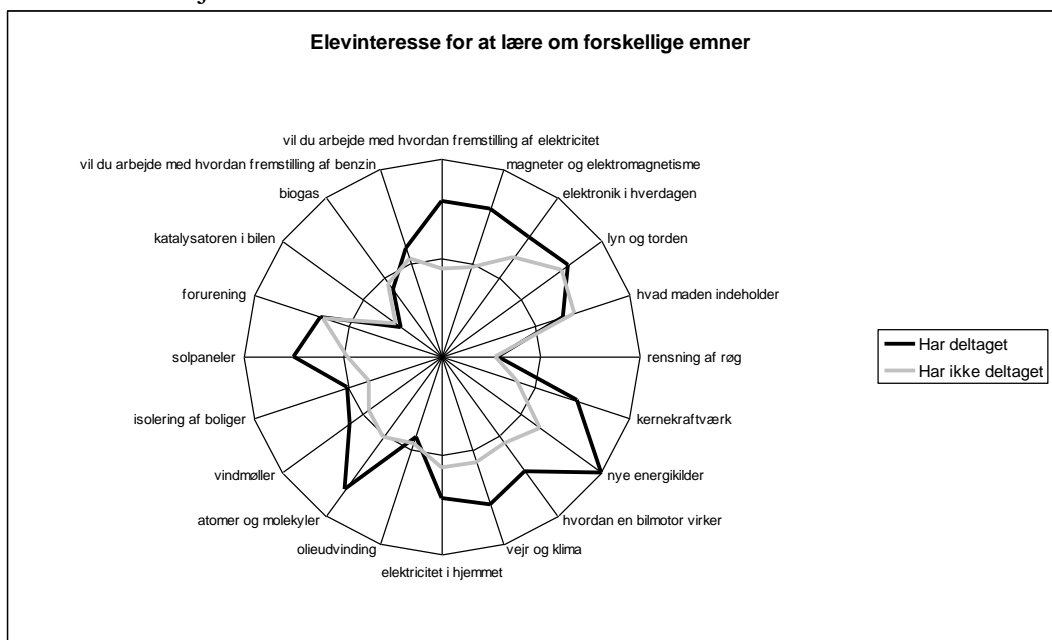 Elevinteresse for at lære om forskellige emner
vil du arbejde med hvordan fremstilling af elektricitet
vil du arbejde med hvordan fremstilling af benzin
magneter og elektromagnetisme
biogas
elektronik i hverdagen
katalysatoren i bilen
lyn og torden
forurening
hvad maden indeholder
solpaneler
rensning af røg
Har deltaget
Har ikke deltaget
isolering af boliger
kernekraftværk
vindmøller
nye energikilder
atomer og molekyler
hvordan en bilmotor virker
olieudvinding
vejr og klima
elektricitet i hjemmet